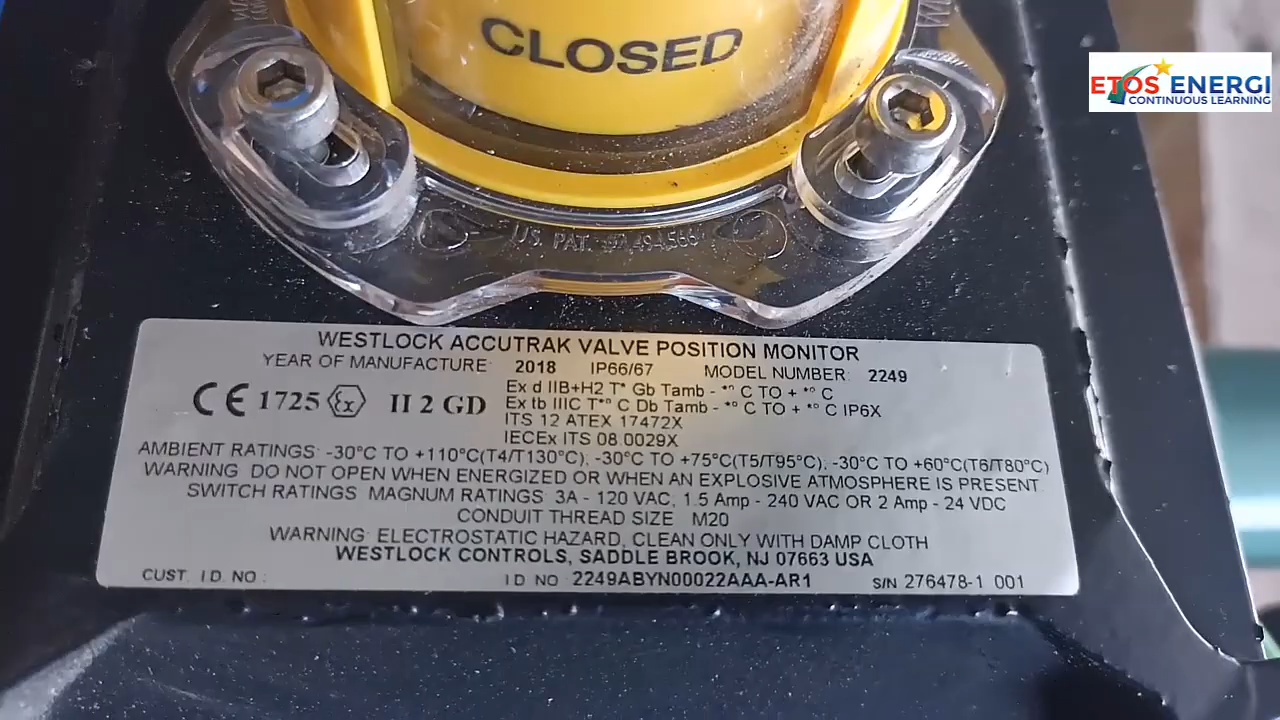 CLOSED
ETOS ENERGI
CONTINUOUS LEARNING
U.S. PAT.
WESTLOCK ACCUTRAK VALVE POSITION MONITOR
YEAR OF MANUFACTURE: 2018 IP66/67 MODEL NUMBER: 2249
CE 1725 Ex II 2 GD
Ex d IIB+H2 T* Gb Tamb - *° C TO + *° C
Ex tb IIIC T*° C Db Tamb - *° C TO + *° C IP6X
ITS 12 ATEX 17472X
IECEx ITS 08.0029X
AMBIENT RATINGS: -30°C TO +110°C(T4/T130°C); -30°C TO +75°C(T5/T95°C); -30°C TO +60°C(T6/T80°C)
WARNING: DO NOT OPEN WHEN ENERGIZED OR WHEN AN EXPLOSIVE ATMOSPHERE IS PRESENT.
SWITCH RATINGS: MAGNUM RATINGS: 3A - 120 VAC, 1.5 Amp - 240 VAC OR 2 Amp - 24 VDC
CONDUIT THREAD SIZE: M20
WARNING: ELECTROSTATIC HAZARD, CLEAN ONLY WITH DAMP CLOTH
WESTLOCK CONTROLS, SADDLE BROOK, NJ 07663 USA
CUST. I.D. NO.: I.D. NO.: 2249ABYN00022AAA-AR1 S/N 276478-1 001